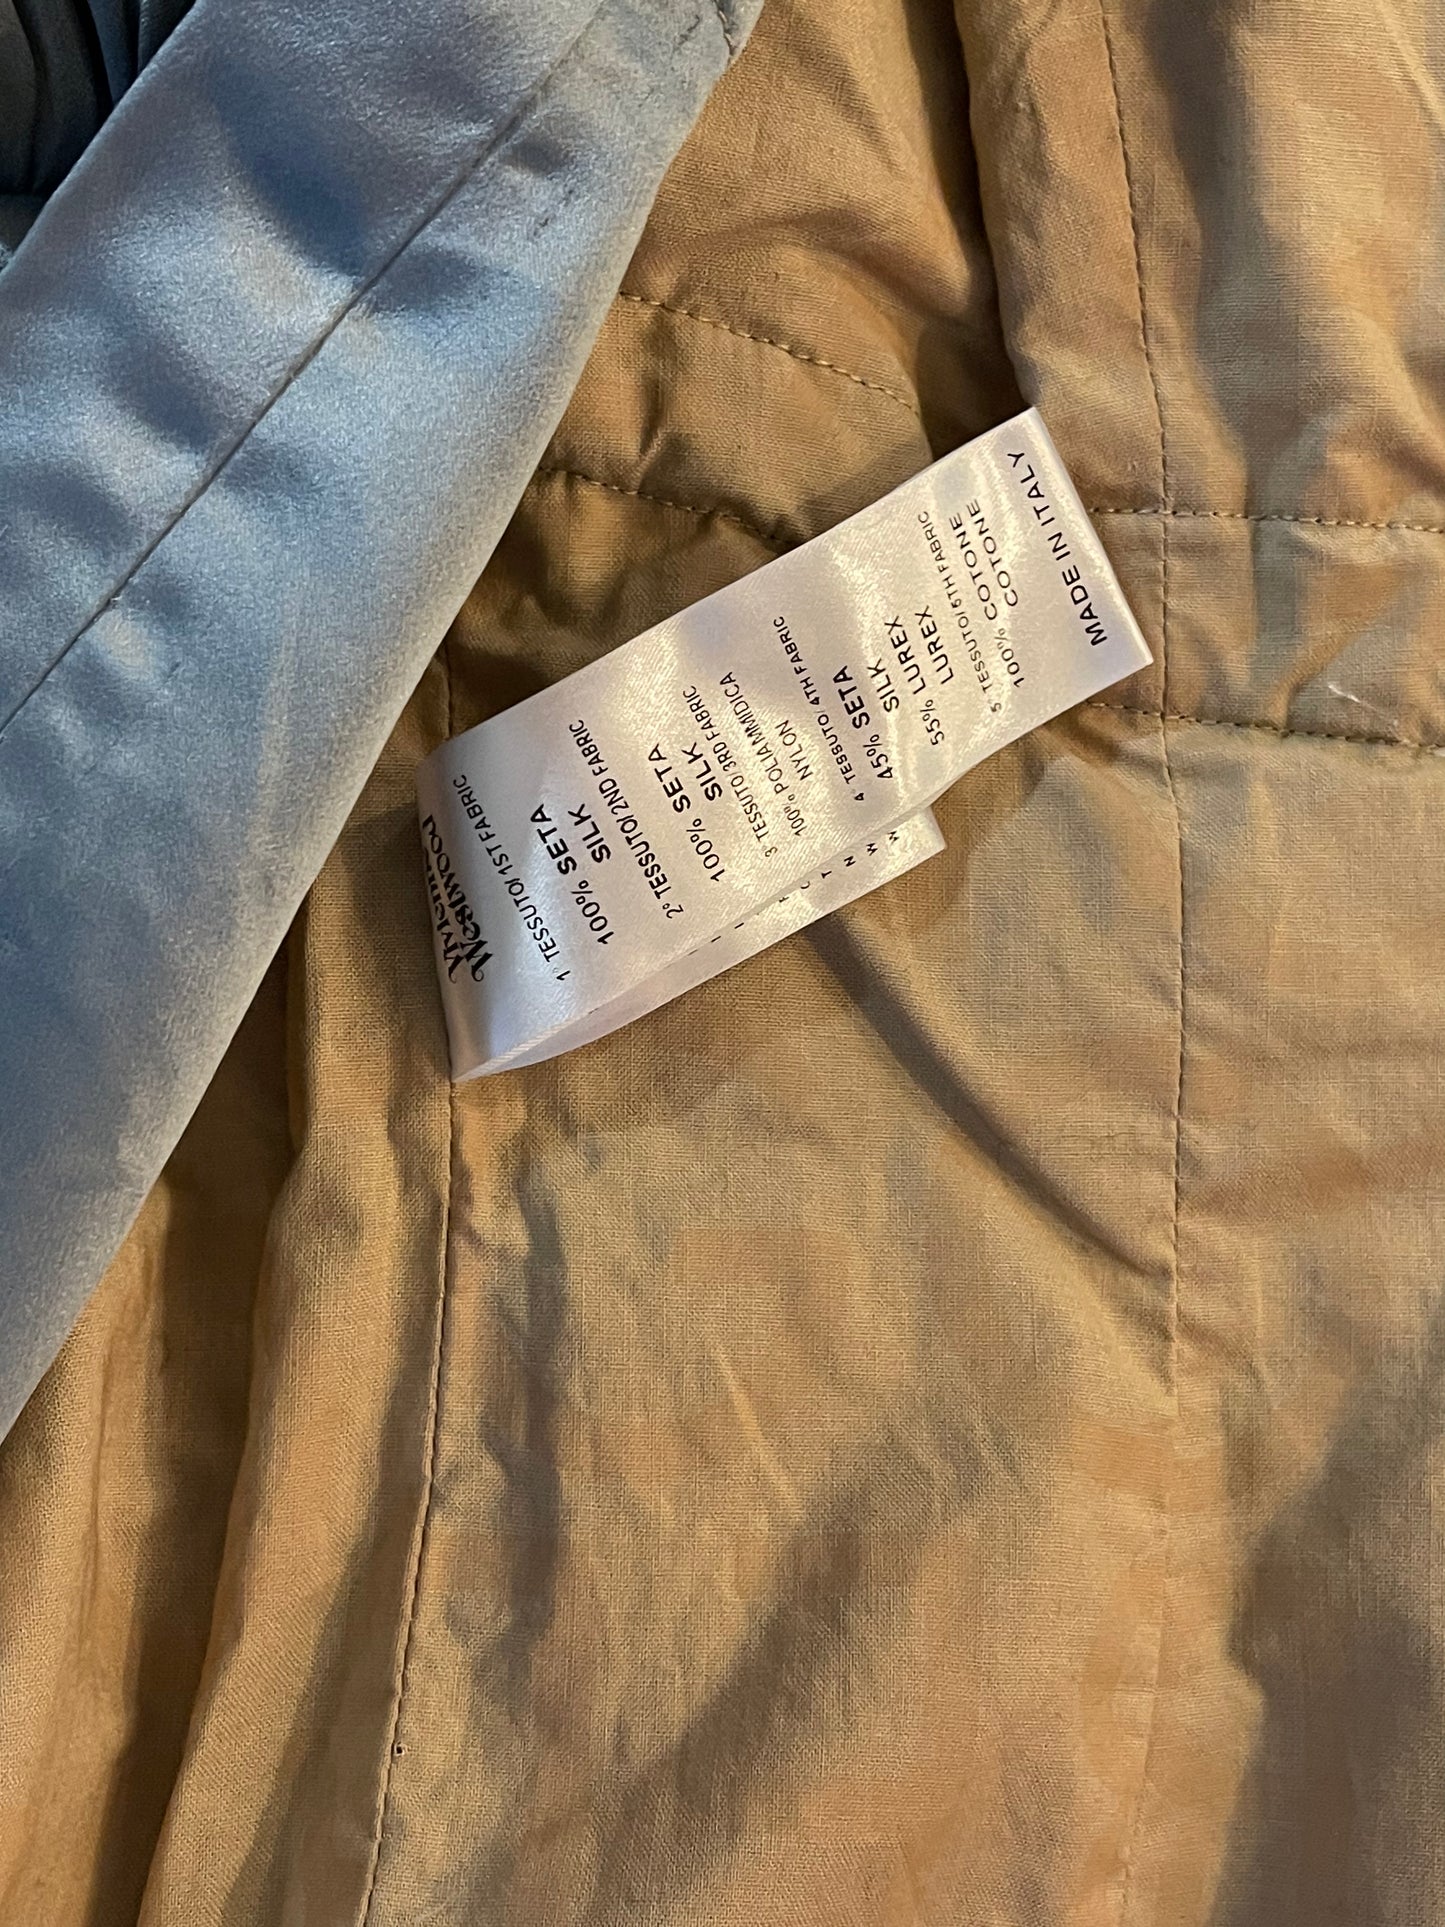 Westwood
1° TESSUTO/ 1ST FABRIC
100% SETA
SILK
2° TESSUTO/ 2ND FABRIC
100% SETA
SILK
3° TESSUTO/ 3RD FABRIC
100% POLIAMMIDICA
NYLON
4° TESSUTO/ 4TH FABRIC
45% SETA
SILK
55% LUREX
LUREX
5° TESSUTO/ 5TH FABRIC
100% COTONE
COTONE
MADE IN ITALY